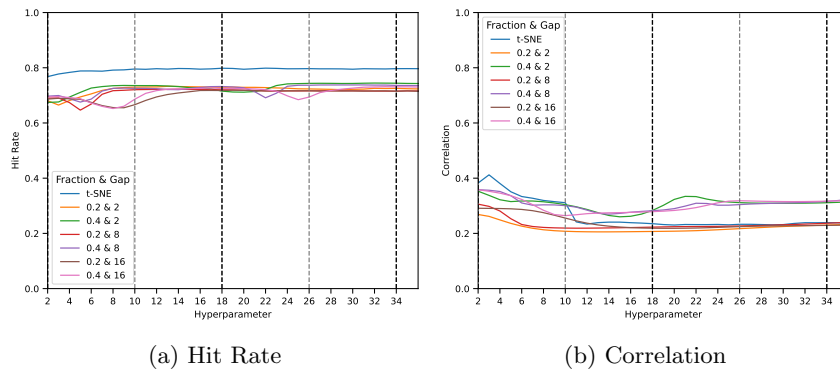 1.0
0.8
0.6
0.4
0.2
0.0
Hit Rate
Fraction & Gap
t-SNE
0.2 & 2
0.4 & 2
0.2 & 8
0.4 & 8
0.2 & 16
0.4 & 16
2 4 6 8 10 12 14 16 18 20 22 24 26 28 30 32 34
Hyperparameter
(a) Hit Rate
1.0
0.8
0.6
0.4
0.2
0.0
Correlation
Fraction & Gap
t-SNE
0.2 & 2
0.4 & 2
0.2 & 8
0.4 & 8
0.2 & 16
0.4 & 16
2 4 6 8 10 12 14 16 18 20 22 24 26 28 30 32 34
Hyperparameter
(b) Correlation